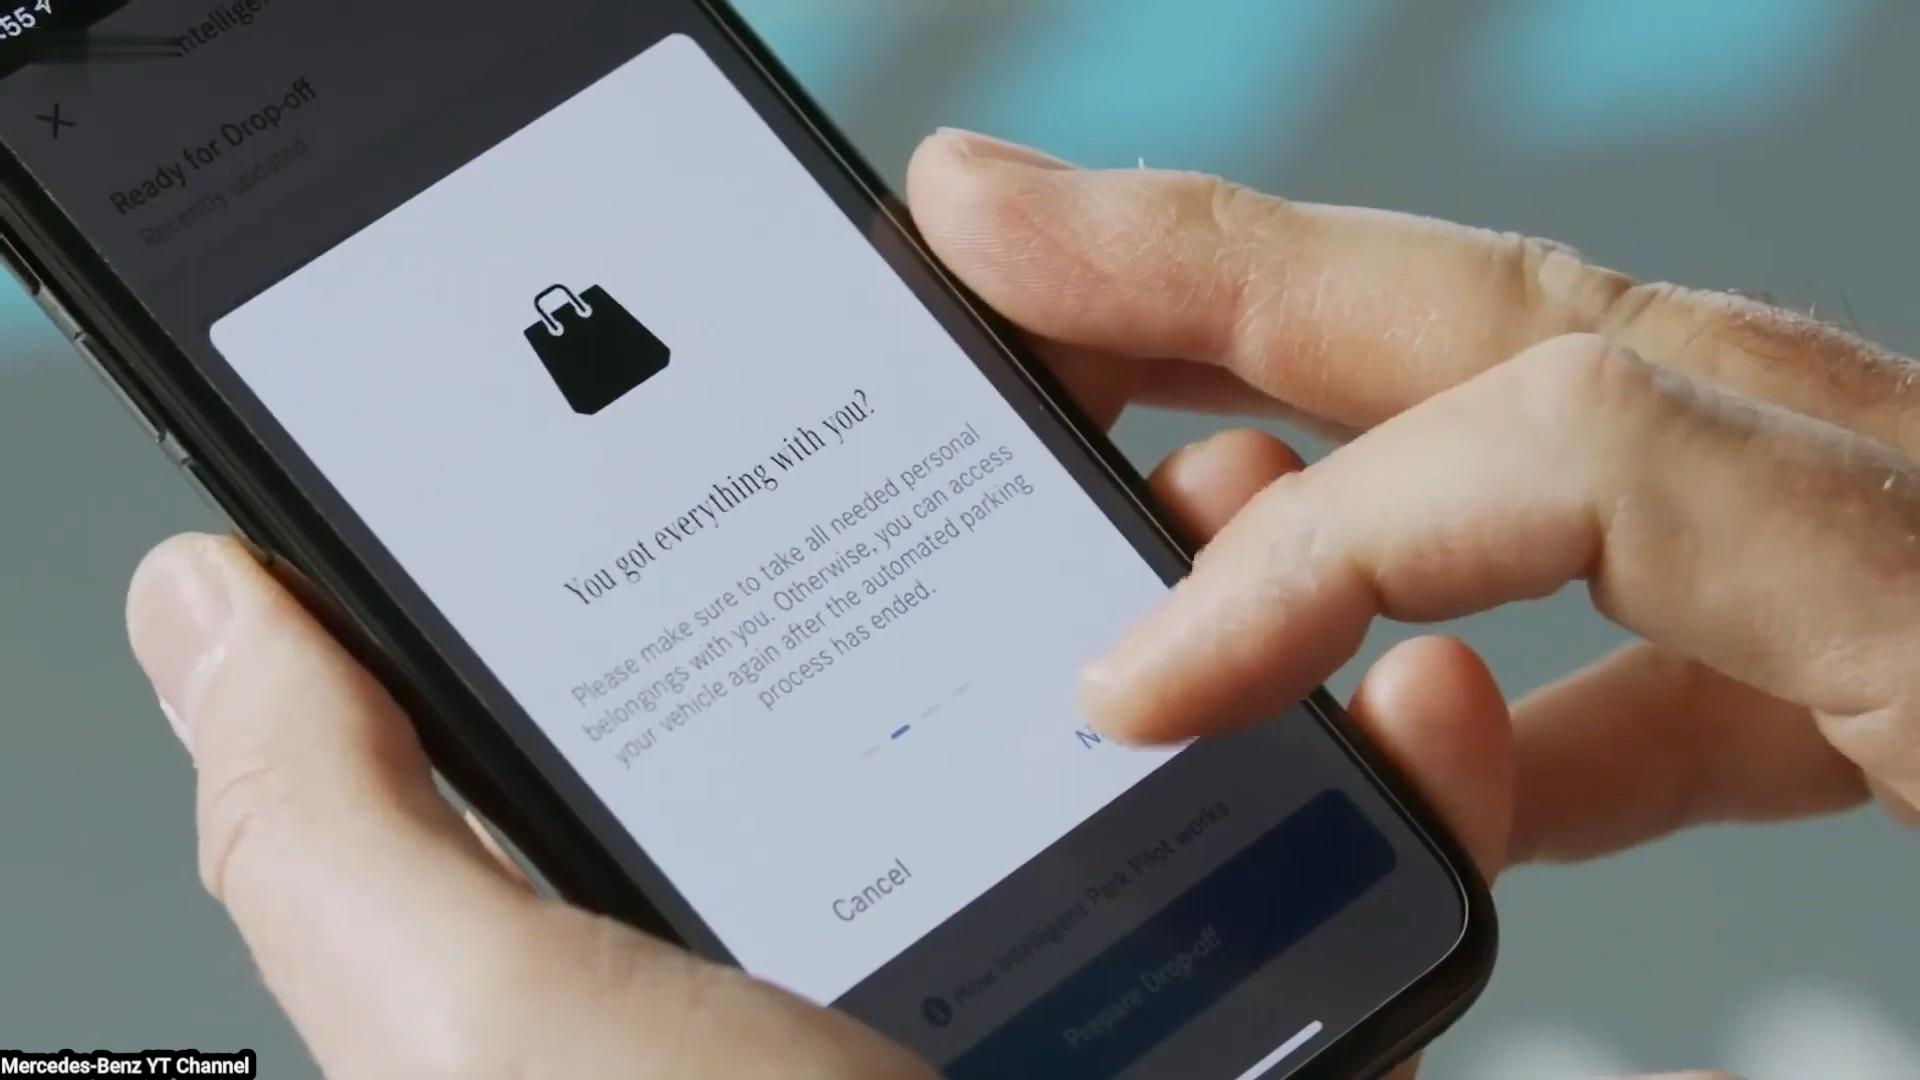 :55
Intellige
Ready for Drop-off
Recently updated
You got everything with you?
Please make sure to take all needed personal
belongings with you. Otherwise, you can access
your vehicle again after the automated parking
process has ended.
Cancel
How Intelligent Park Pilot works
Prepare Drop-off
Mercedes-Benz YT Channel